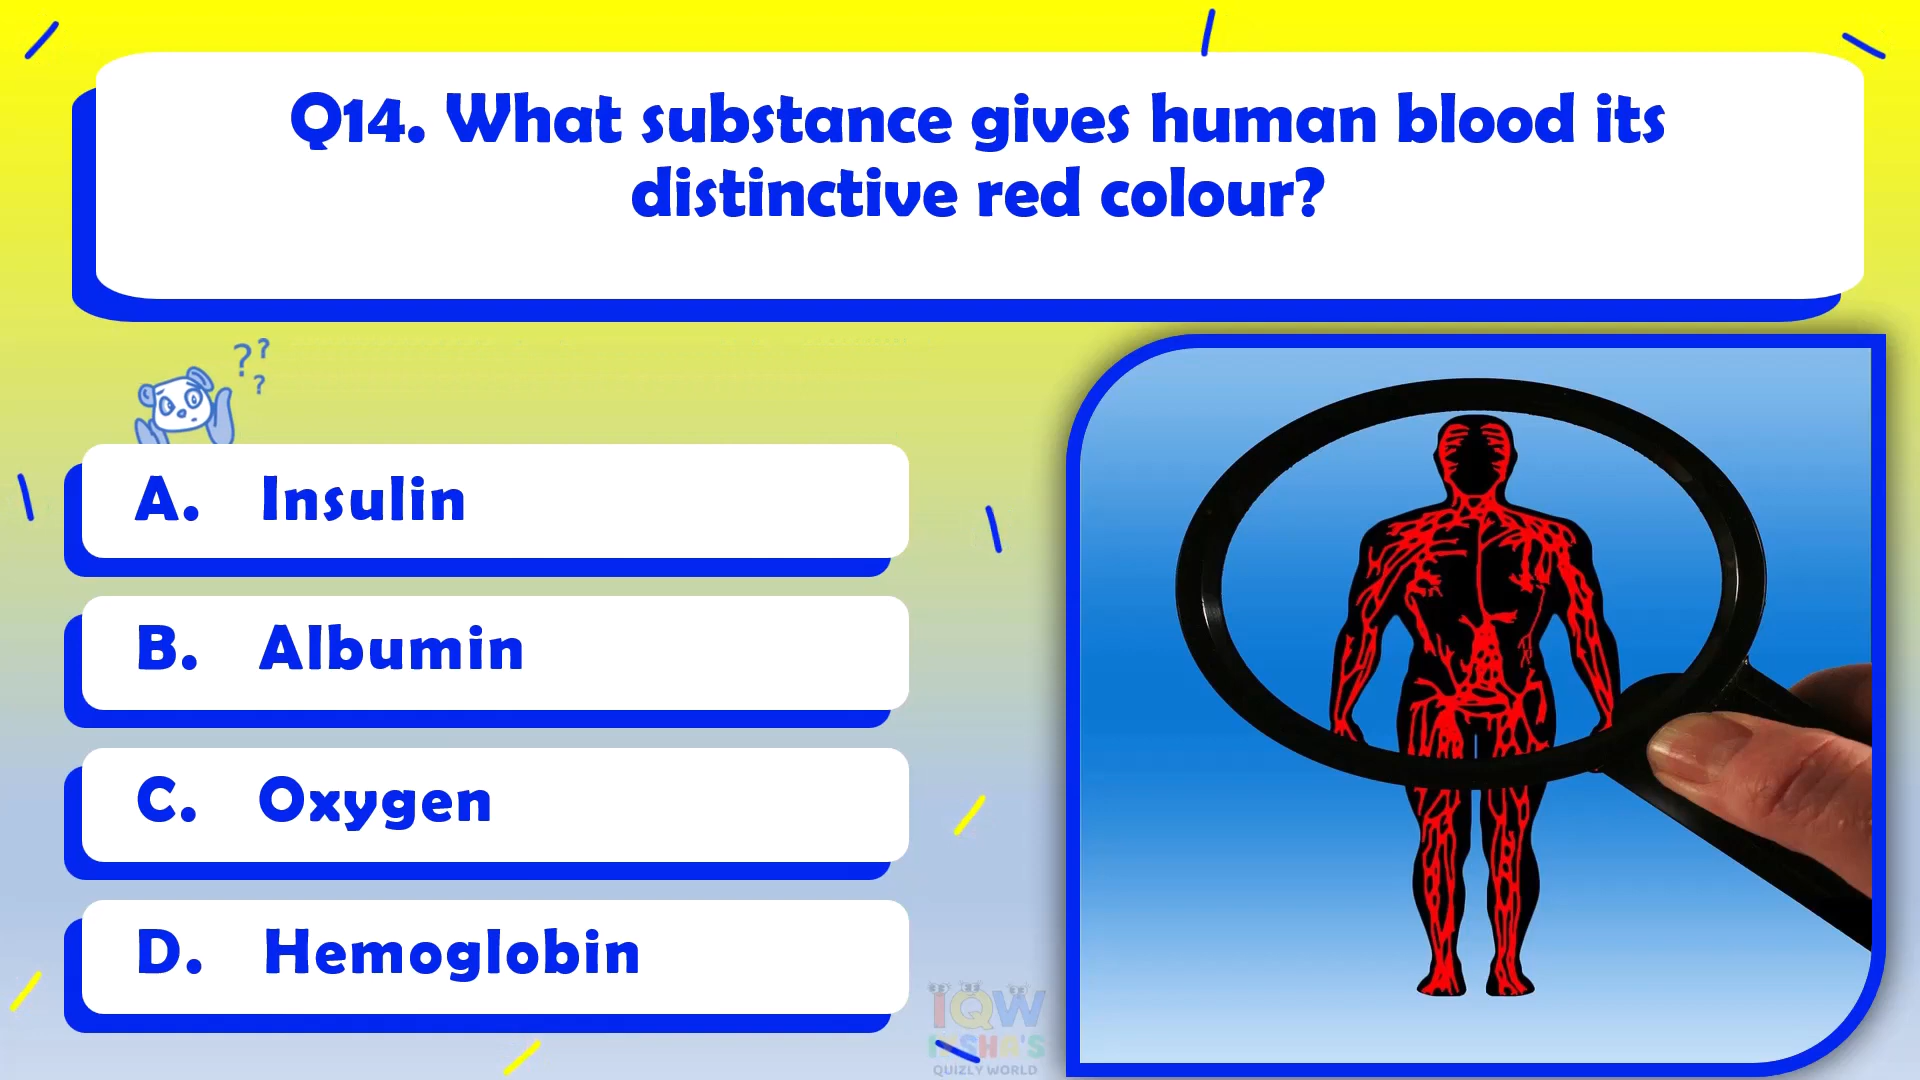 Q14. What substance gives human blood its
distinctive red colour?
? ? ?
A. Insulin
B. Albumin
C. Oxygen
D. Hemoglobin
IQW
QUIZLY WORLD